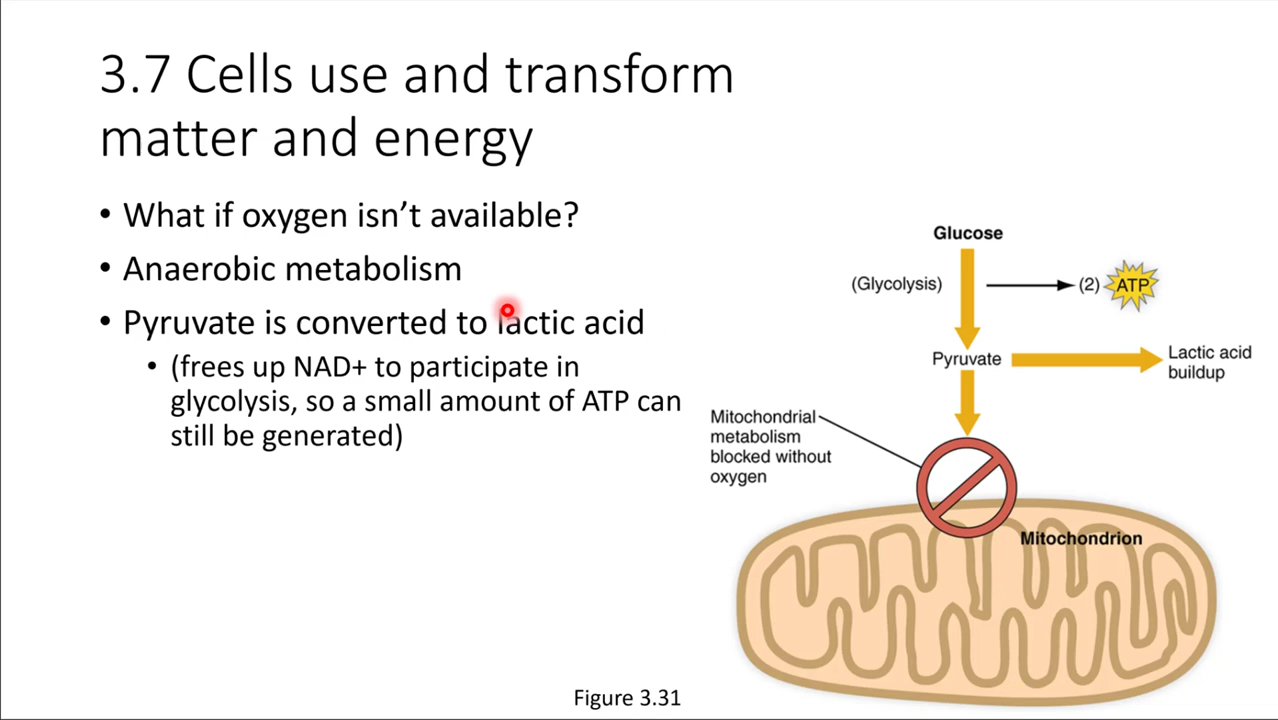 3.7 Cells use and transform
matter and energy
• What if oxygen isn’t available?
• Anaerobic metabolism
• Pyruvate is converted to lactic acid
• (frees up NAD+ to participate in
glycolysis, so a small amount of ATP can
still be generated)
Glucose
(Glycolysis)
(2) ATP
Pyruvate
Lactic acid
buildup
Mitochondrial
metabolism
blocked without
oxygen
Mitochondrion
Figure 3.31